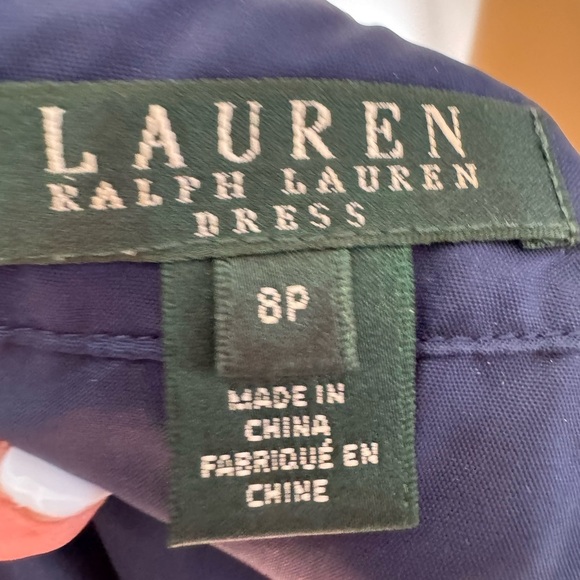 LAUREN
RALPH LAUREN
DRESS
8P
MADE IN
CHINA
FABRIQUÉ EN
CHINE